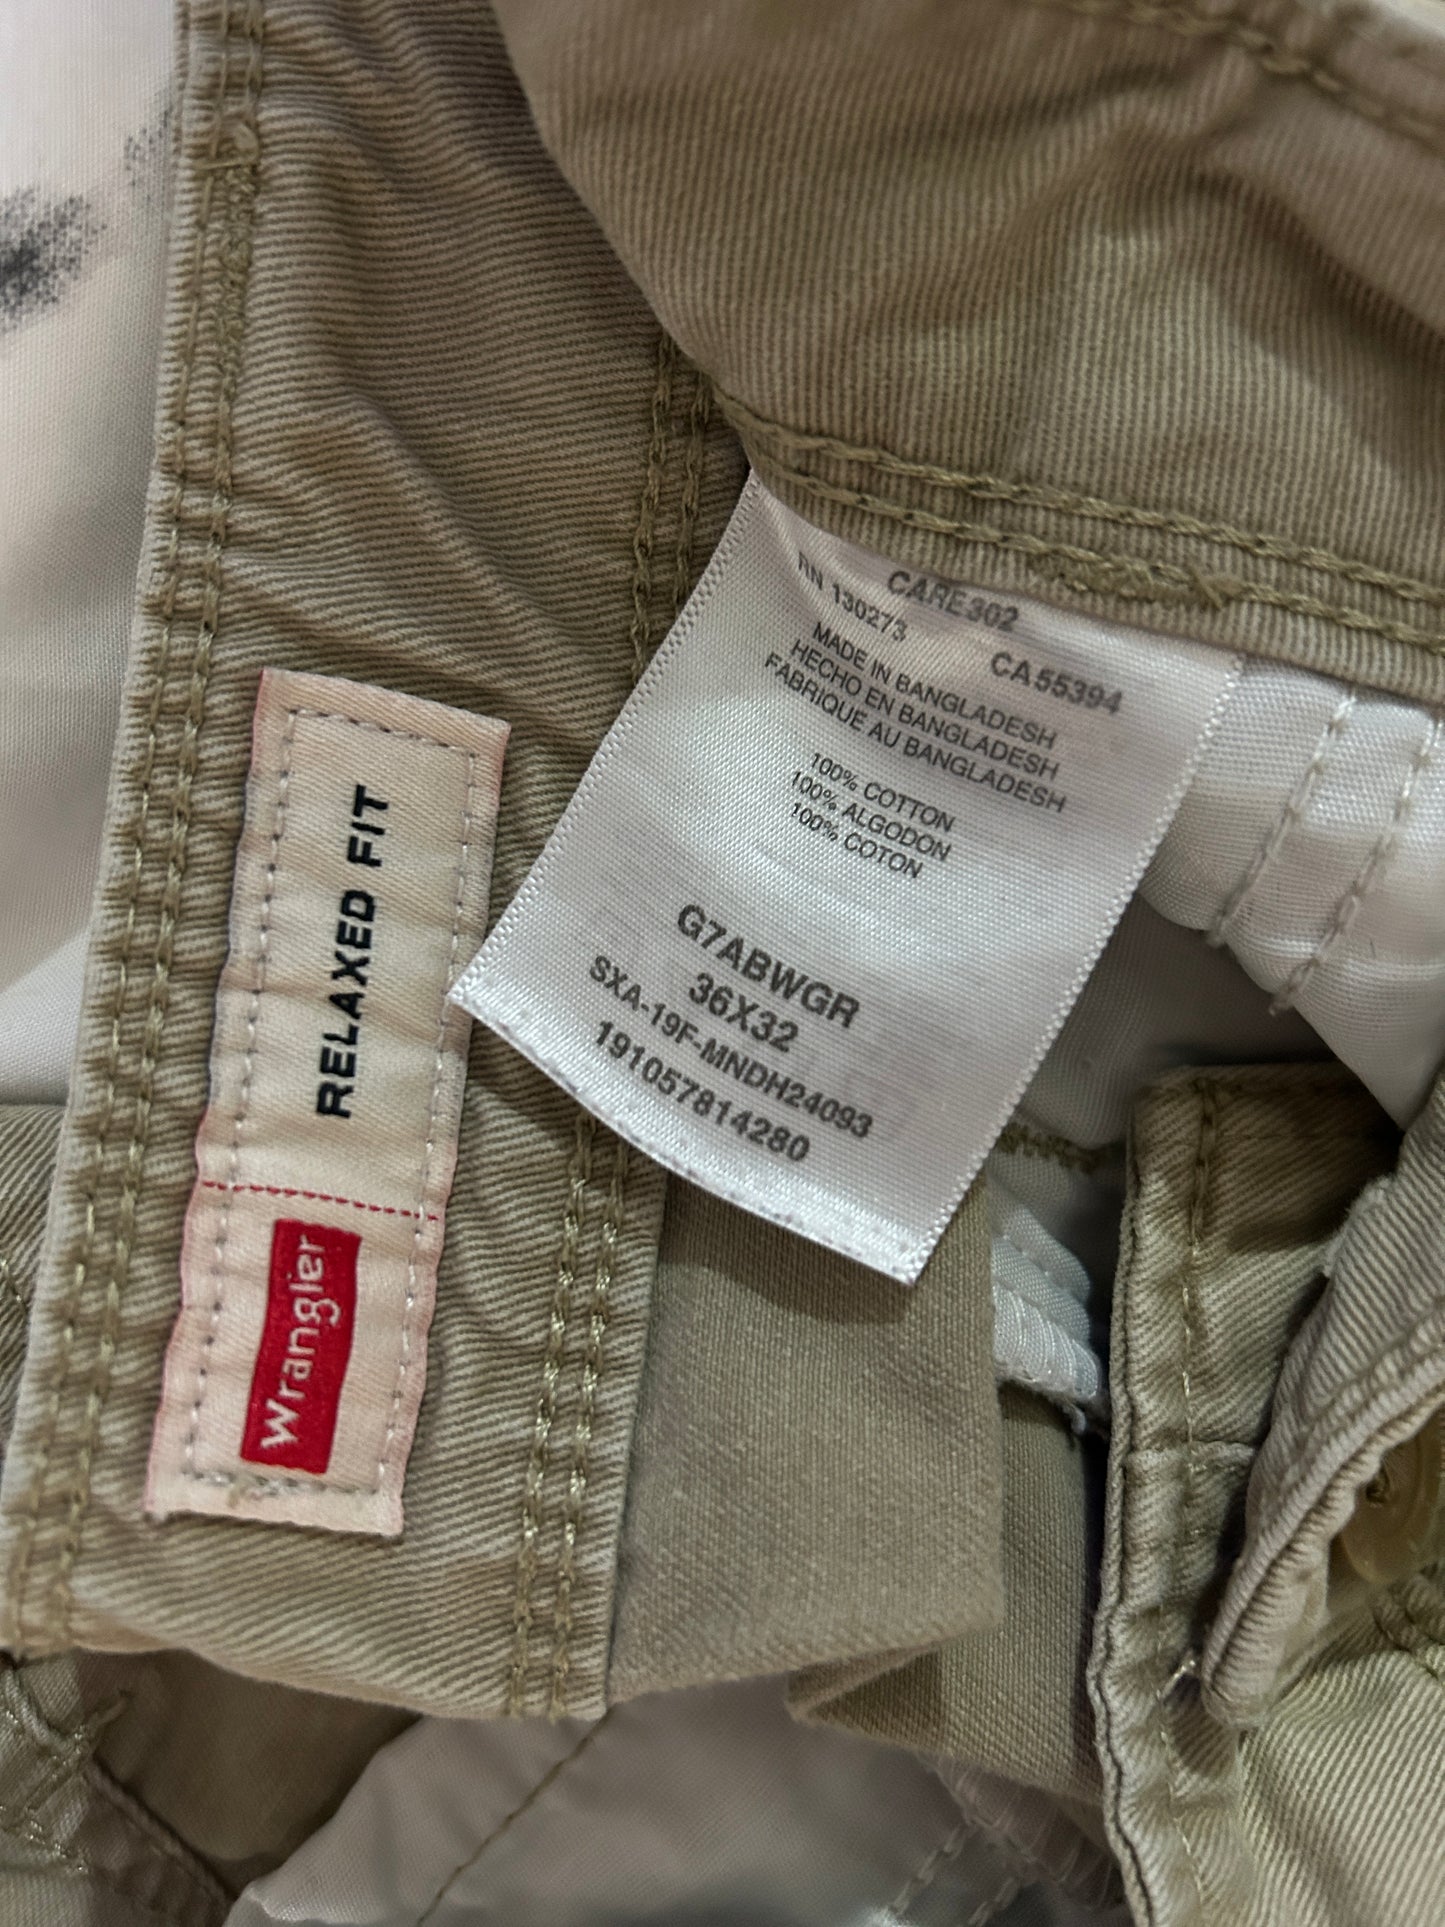 RELAXED FIT
Wrangler
CARE302
RN 130273 CA55394
MADE IN BANGLADESH
HECHO EN BANGLADESH
FABRIQUE AU BANGLADESH
100% COTTON
100% ALGODON
100% COTON
G7ABWGR
36X32
SXA-19F-MNDH24093
191057814280